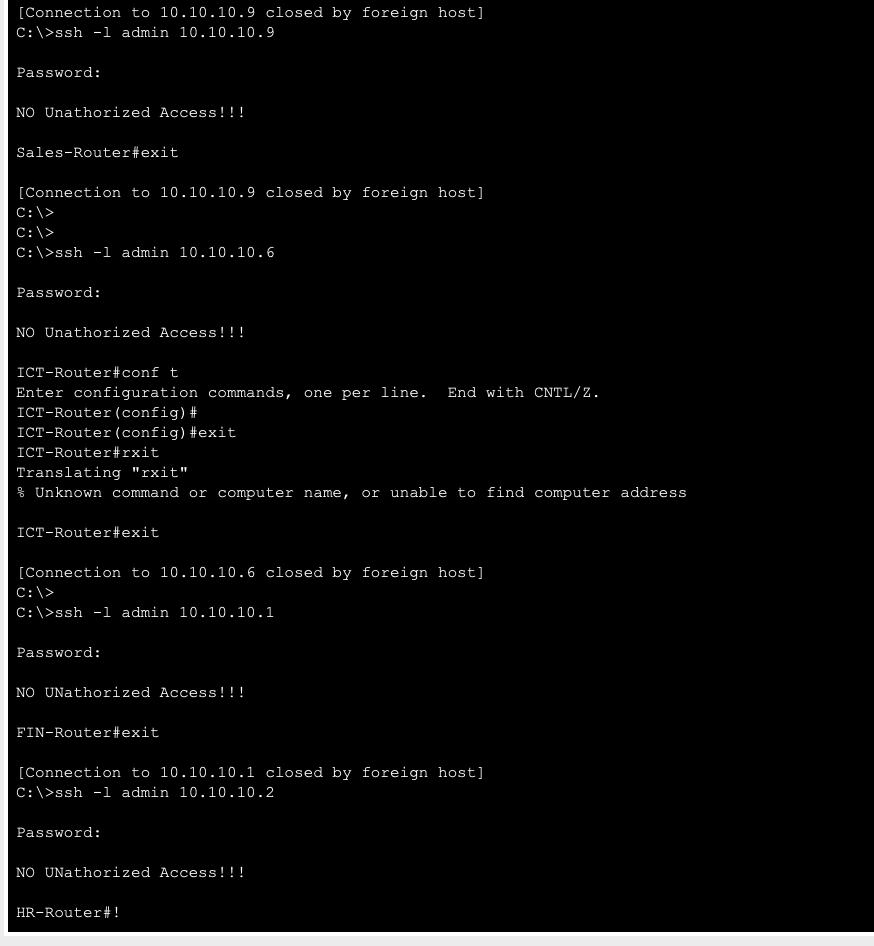 [Connection to 10.10.10.9 closed by foreign host]
C:\>ssh -l admin 10.10.10.9
Password:
NO Unathorized Access!!!
Sales-Router#exit
[Connection to 10.10.10.9 closed by foreign host]
C:\>
C:\>
C:\>ssh -l admin 10.10.10.6
Password:
NO Unathorized Access!!!
ICT-Router#conf t
Enter configuration commands, one per line.  End with CNTL/Z.
ICT-Router(config)#
ICT-Router(config)#exit
ICT-Router#rxit
Translating "rxit"
% Unknown command or computer name, or unable to find computer address
ICT-Router#exit
[Connection to 10.10.10.6 closed by foreign host]
C:\>
C:\>ssh -l admin 10.10.10.1
Password:
NO UNathorized Access!!!
FIN-Router#exit
[Connection to 10.10.10.1 closed by foreign host]
C:\>ssh -l admin 10.10.10.2
Password:
NO UNathorized Access!!!
HR-Router#!